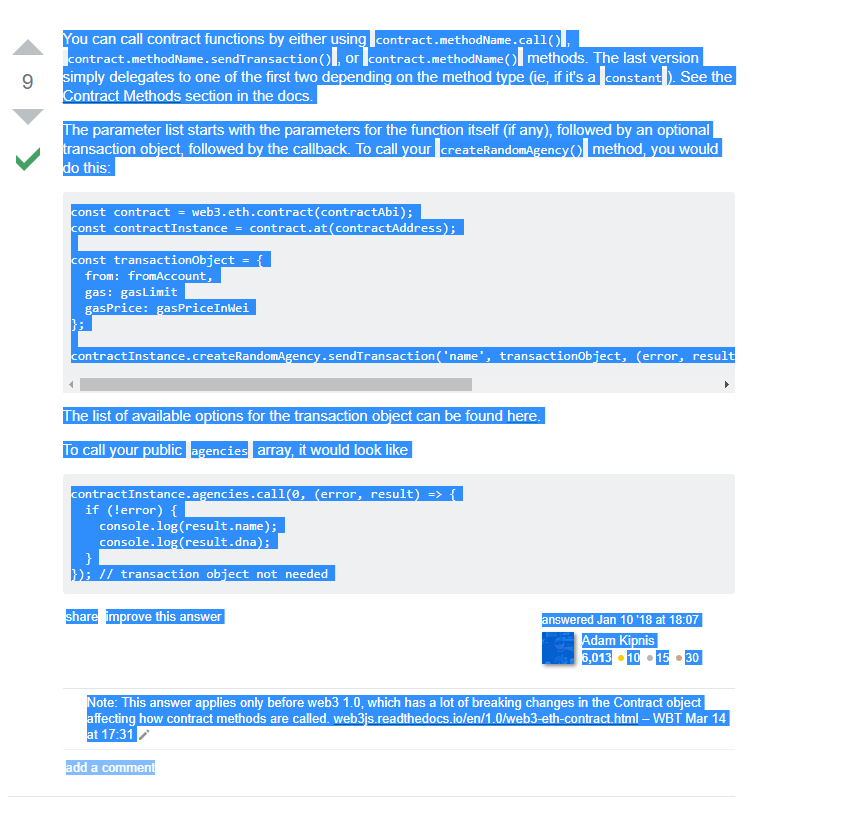 You can call contract functions by either using contract.methodName.call(),
contract.methodName.sendTransaction(), or contract.methodName() methods. The last version
simply delegates to one of the first two depending on the method type (ie, if it's a constant). See the
Contract Methods section in the docs.
9
The parameter list starts with the parameters for the function itself (if any), followed by an optional
transaction object, followed by the callback. To call your createRandomAgency() method, you would
do this:
const contract = web3.eth.contract(contractAbi);
const contractInstance = contract.at(contractAddress);
const transactionObject = {
  from: fromAccount,
  gas: gasLimit
  gasPrice: gasPriceInWei
};
contractInstance.createRandomAgency.sendTransaction('name', transactionObject, (error, result
The list of available options for the transaction object can be found here.
To call your public agencies array, it would look like
contractInstance.agencies.call(0, (error, result) => {
  if (!error) {
    console.log(result.name);
    console.log(result.dna);
  }
}); // transaction object not needed
share improve this answer
answered Jan 10 '18 at 18:07
Adam Kipnis
6,013 10 15 30
Note: This answer applies only before web3 1.0, which has a lot of breaking changes in the Contract object
affecting how contract methods are called. web3js.readthedocs.io/en/1.0/web3-eth-contract.html – WBT Mar 14
at 17:31
add a comment